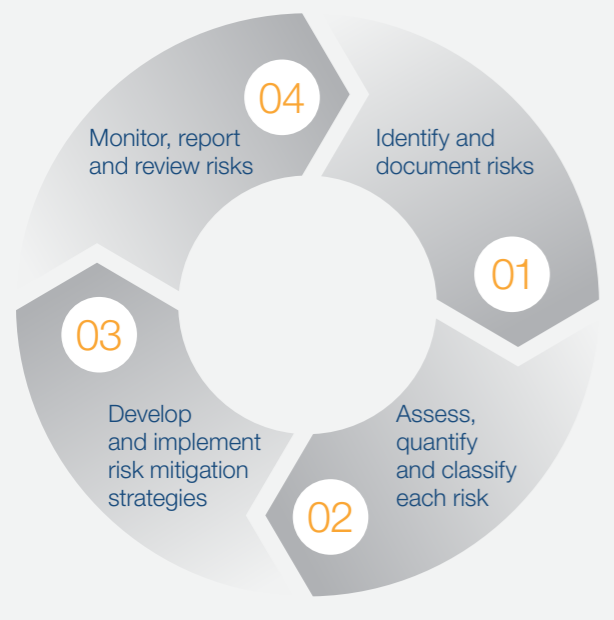 01
Identify and
document risks
02
Assess,
quantify
and classify
each risk
03
Develop
and implement
risk mitigation
strategies
04
Monitor, report
and review risks